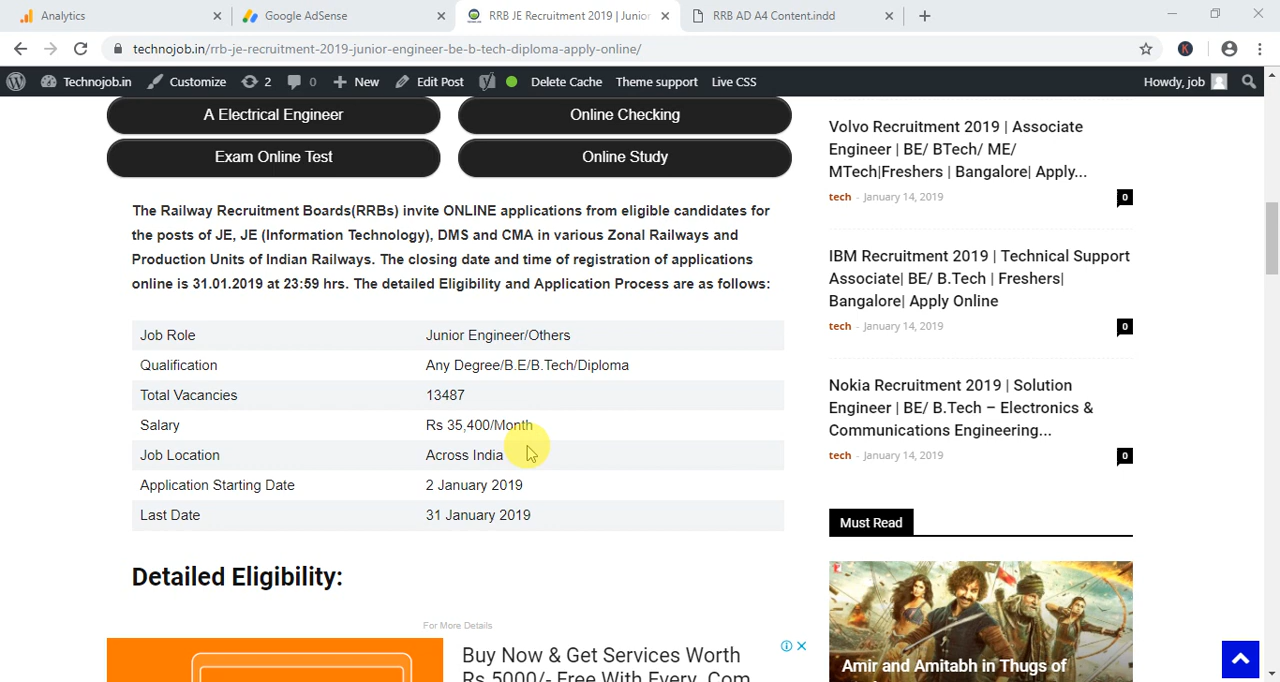 Analytics
Google AdSense
RRB JE Recruitment 2019 | Junior
RRB AD A4 Content.indd
technojob.in/rrb-je-recruitment-2019-junior-engineer-be-b-tech-diploma-apply-online/
Technojob.in Customize 2 0 New Edit Post Delete Cache Theme support Live CSS Howdy, job
A Electrical Engineer
Online Checking
Exam Online Test
Online Study
The Railway Recruitment Boards(RRBs) invite ONLINE applications from eligible candidates for
the posts of JE, JE (Information Technology), DMS and CMA in various Zonal Railways and
Production Units of Indian Railways. The closing date and time of registration of applications
online is 31.01.2019 at 23:59 hrs. The detailed Eligibility and Application Process are as follows:
Job Role Junior Engineer/Others
Qualification Any Degree/B.E/B.Tech/Diploma
Total Vacancies 13487
Salary Rs 35,400/Month
Job Location Across India
Application Starting Date 2 January 2019
Last Date 31 January 2019
Detailed Eligibility:
For More Details
Buy Now & Get Services Worth
Rs 5000/- Free With Every Com
Volvo Recruitment 2019 | Associate
Engineer | BE/ BTech/ ME/
MTech|Freshers | Bangalore| Apply...
tech - January 14, 2019 0
IBM Recruitment 2019 | Technical Support
Associate| BE/ B.Tech | Freshers|
Bangalore| Apply Online
tech - January 14, 2019 0
Nokia Recruitment 2019 | Solution
Engineer | BE/ B.Tech – Electronics &
Communications Engineering...
tech - January 14, 2019 0
Must Read
Amir and Amitabh in Thugs of